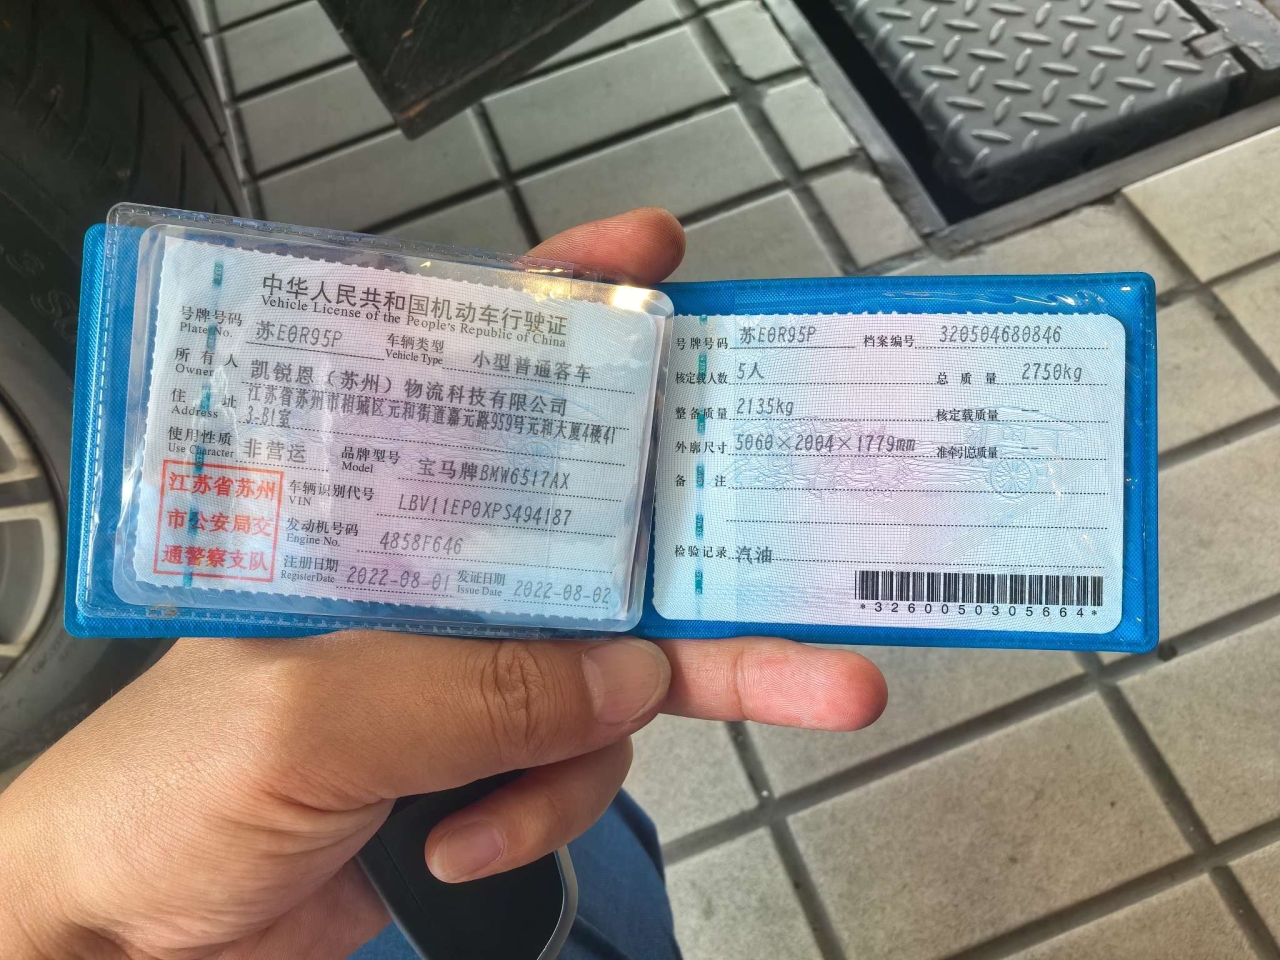 中华人民共和国机动车行驶证
Vehicle License of the People's Republic of China
号牌号码 苏E0R95P 车辆类型 小型普通客车
Plate No. Vehicle Type
所有人 凯锐恩（苏州）物流科技有限公司
Owner
住址 江苏省苏州市相城区元和街道嘉元路959号元和大厦4楼41
Address 3-B1室
使用性质 非营运 品牌型号 宝马牌BMW6517AX
Use Character Model
江苏省苏州
市公安局交
通警察支队
车辆识别代号 LBV11EP0XPS494187
VIN
发动机号码 4858F646
Engine No.
注册日期 2022-08-01 发证日期 2022-08-02
Register Date Issue Date
号牌号码 苏E0R95P 档案编号 320504680846
核定载人数 5人 总质量 2750kg
整备质量 2135kg 核定载质量 --
外廓尺寸 5060×2004×1779mm 准牵引总质量 --
备注
检验记录 汽油
*3260050305664*